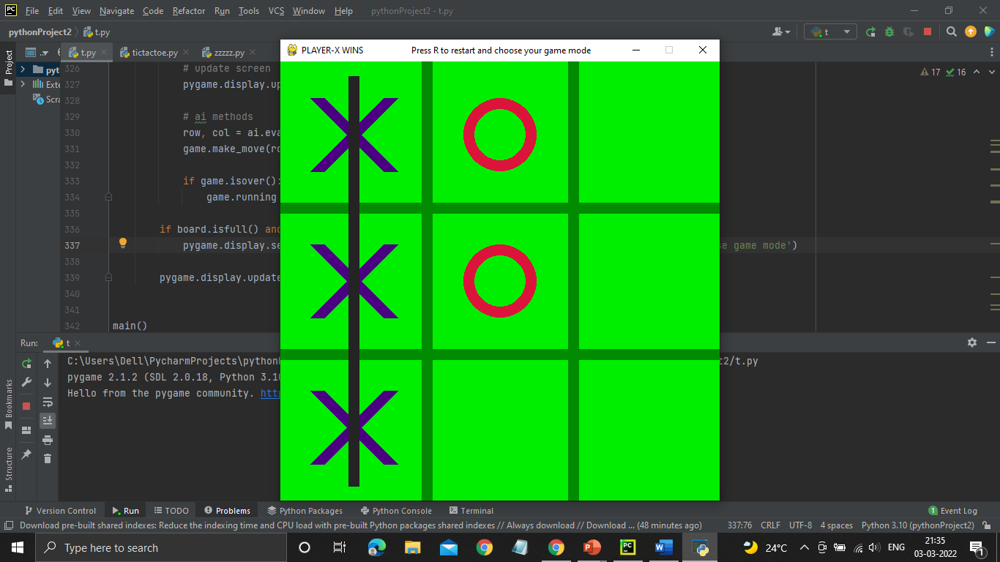 PC File Edit View Navigate Code Refactor Run Tools VCS Window Help pythonProject2 - t.py
pythonProject2 t.py t
Project
.. t.py tictactoe.py zzzzz.py
PLAYER-X WINS Press R to restart and choose your game mode
pyt
Exte
Scra
17 16
326 # update screen
327 pygame.display.up
328
329 # ai methods
330 row, col = ai.eva
331 game.make_move(ro
332
333 if game.isover():
334 game.running
335
336 if board.isfull() and
337 pygame.display.se se game mode')
338
339 pygame.display.update
340
341
342 main()
Run: t
C:\Users\Dell\PycharmProjects\pythonP ct2/t.py
pygame 2.1.2 (SDL 2.0.18, Python 3.10
Hello from the pygame community. http
Bookmarks
Structure
Version Control Run TODO Problems Python Packages Python Console Terminal 1 Event Log
Download pre-built shared indexes: Reduce the indexing time and CPU load with pre-built Python packages shared indexes // Always download // Download ... (48 minutes ago) 337:76 CRLF UTF-8 4 spaces Python 3.10 (pythonProject2)
Type here to search PC 24°C ENG 21:35
03-03-2022 1